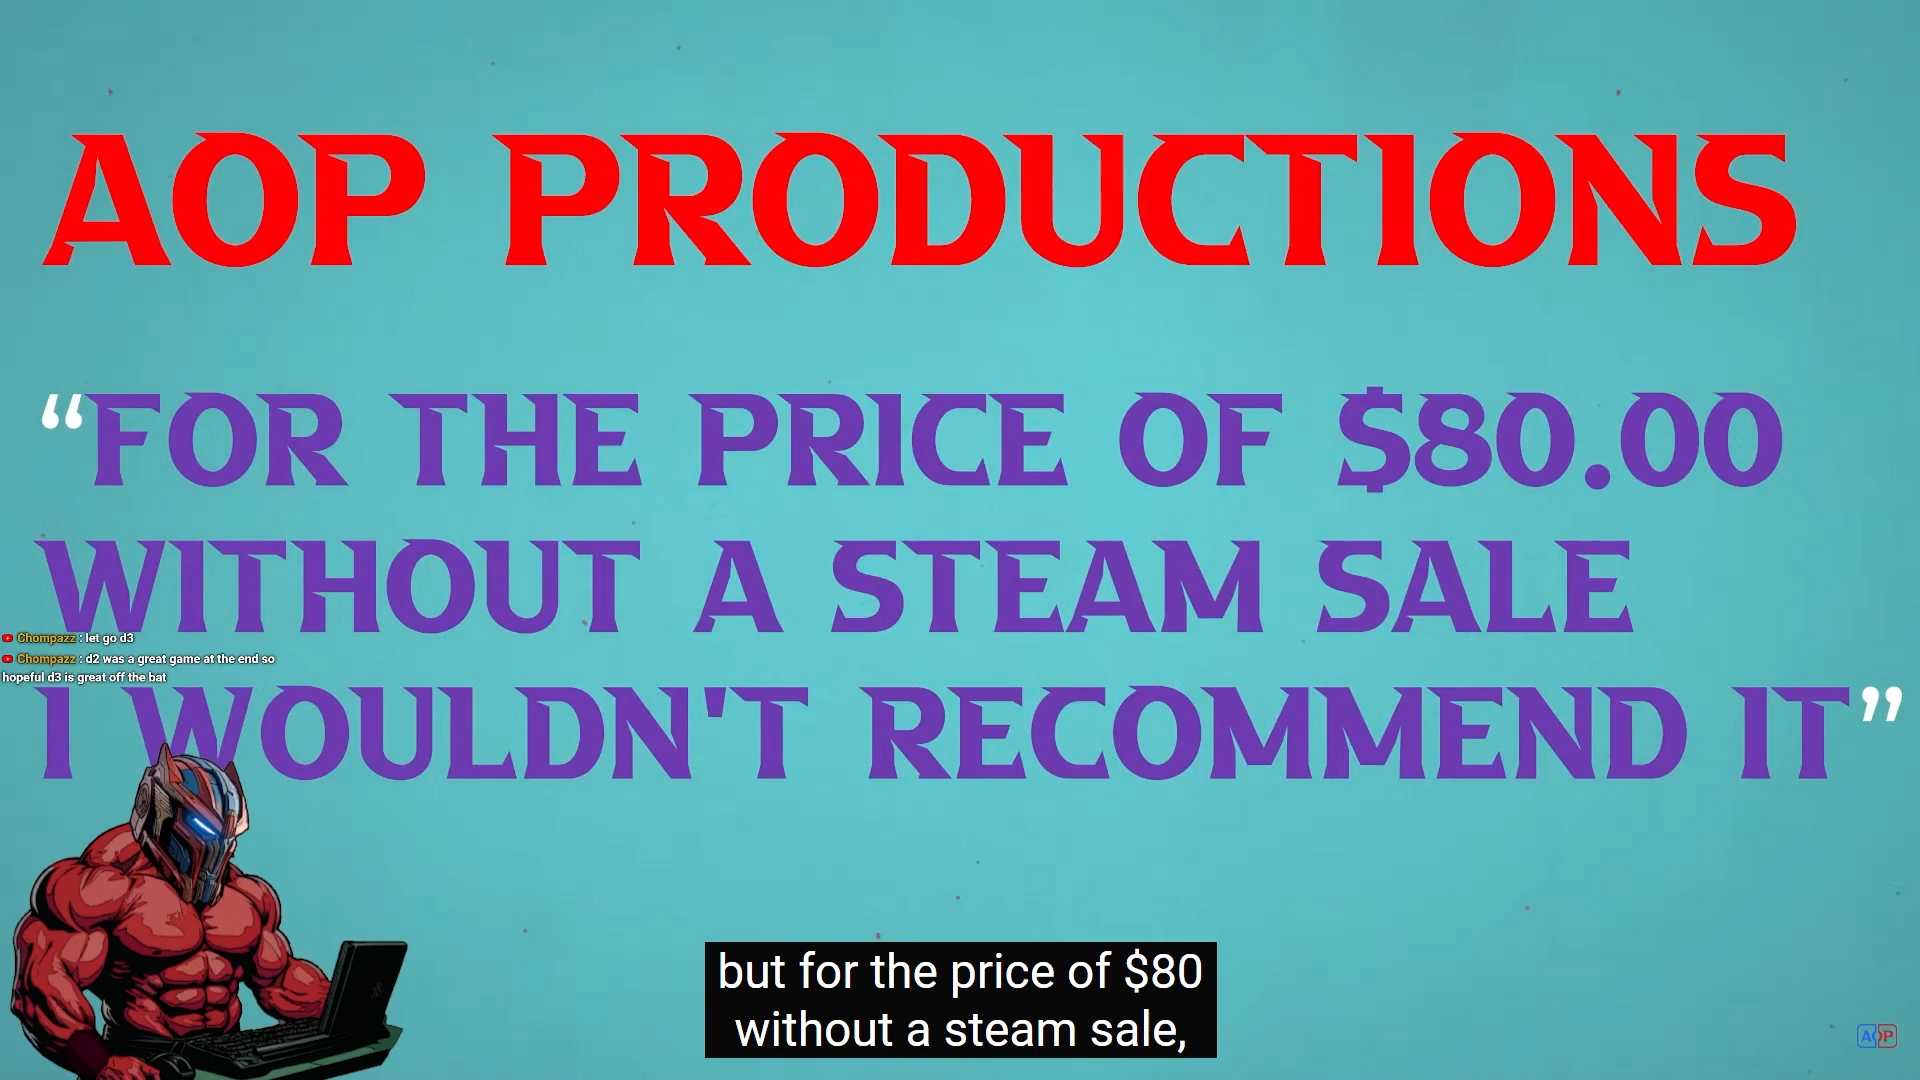 AOP PRODUCTIONS
“FOR THE PRICE OF $80.00
WITHOUT A STEAM SALE
Chompazz : let go d3
Chompazz : d2 was a great game at the end so
hopeful d3 is great off the bat
I WOULDN'T RECOMMEND IT”
but for the price of $80
without a steam sale,
AOP